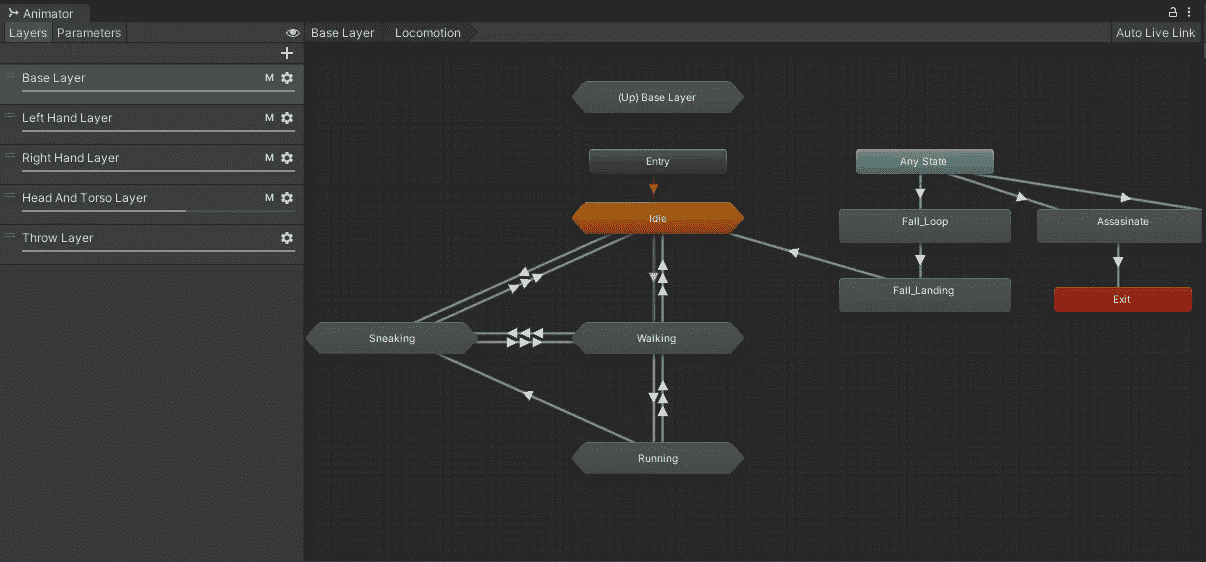 Animator
Layers Parameters
Base Layer Locomotion
Auto Live Link
Base Layer M
Left Hand Layer M
Right Hand Layer M
Head And Torso Layer M
Throw Layer
(Up) Base Layer
Entry
Any State
Idle
Fall_Loop
Assasinate
Fall_Landing
Exit
Sneaking
Walking
Running